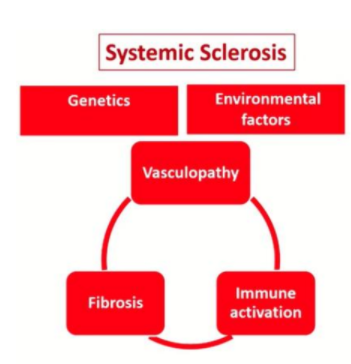 Systemic Sclerosis
Genetics
Environmental
factors
Vasculopathy
Fibrosis
Immune
activation